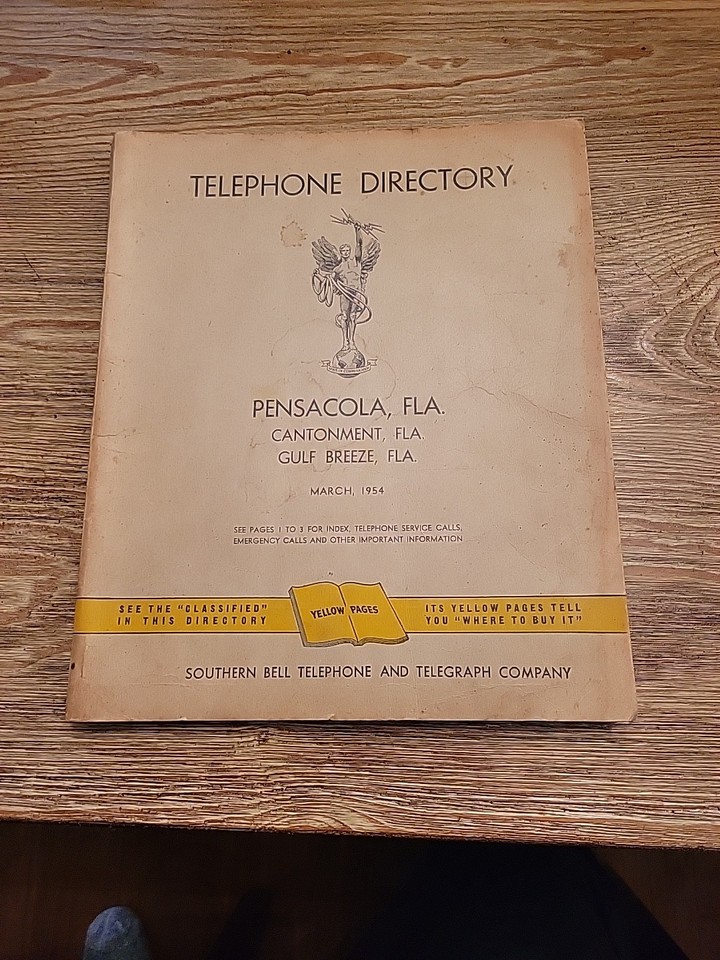 TELEPHONE DIRECTORY
PENSACOLA, FLA.
CANTONMENT, FLA.
GULF BREEZE, FLA.
MARCH, 1954
SEE PAGES 1 TO 3 FOR INDEX, TELEPHONE SERVICE CALLS,
EMERGENCY CALLS AND OTHER IMPORTANT INFORMATION
SEE THE "CLASSIFIED"
IN THIS DIRECTORY
YELLOW PAGES
ITS YELLOW PAGES TELL
YOU "WHERE TO BUY IT"
SOUTHERN BELL TELEPHONE AND TELEGRAPH COMPANY